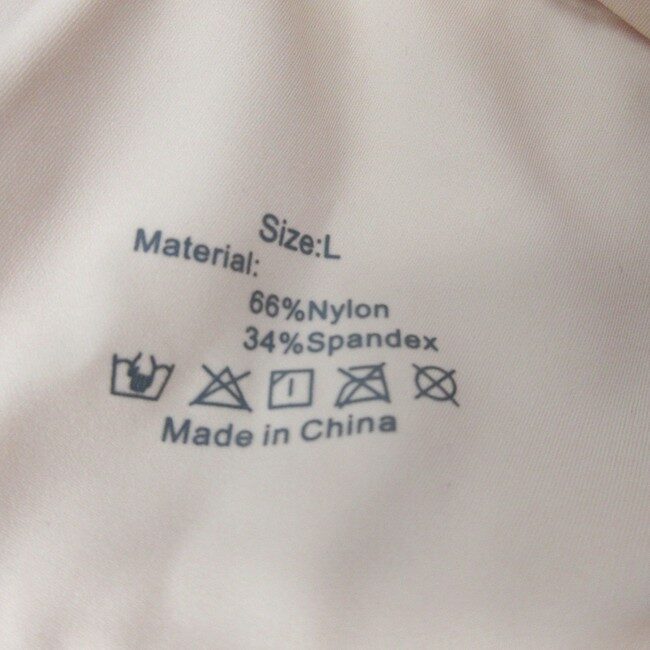 Size:L
Material:
66%Nylon
34%Spandex
Made in China